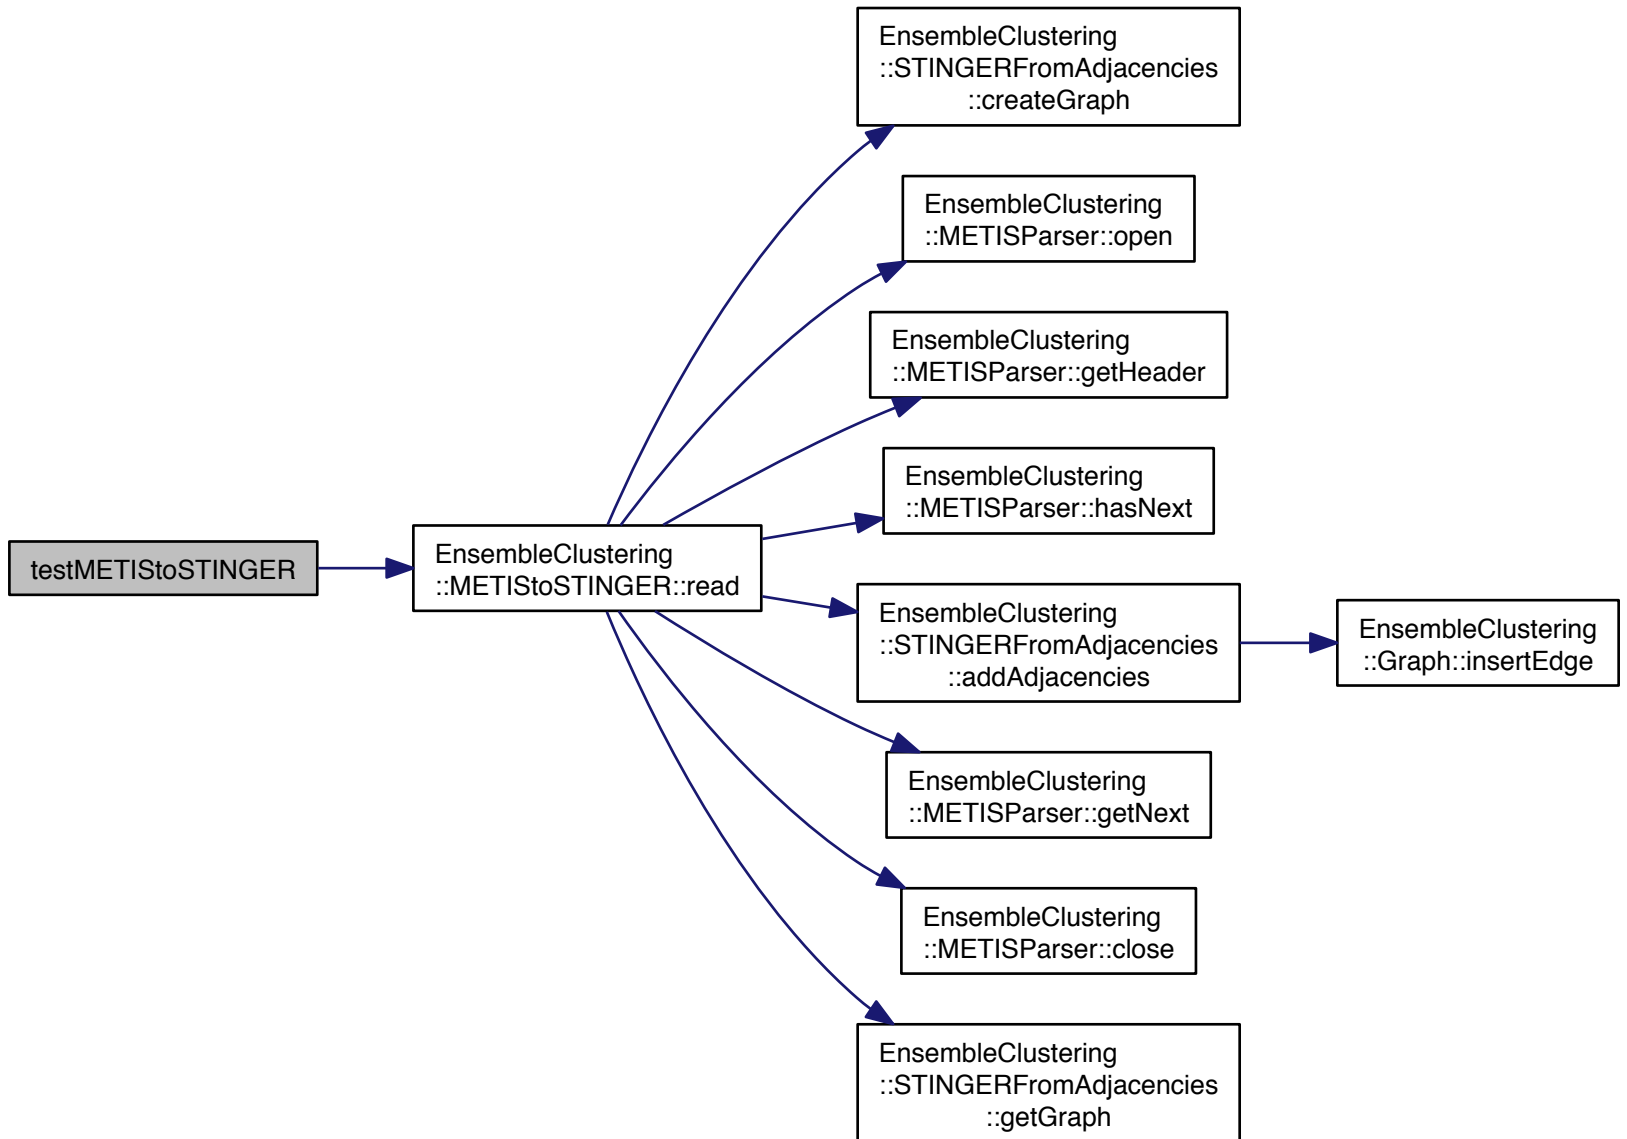 EnsembleClustering
::STINGERFromAdjacencies
::createGraph
EnsembleClustering
::METISParser::open
EnsembleClustering
::METISParser::getHeader
EnsembleClustering
::METISParser::hasNext
testMETIStoSTINGER
EnsembleClustering
::METIStoSTINGER::read
EnsembleClustering
::STINGERFromAdjacencies
::addAdjacencies
EnsembleClustering
::Graph::insertEdge
EnsembleClustering
::METISParser::getNext
EnsembleClustering
::METISParser::close
EnsembleClustering
::STINGERFromAdjacencies
::getGraph